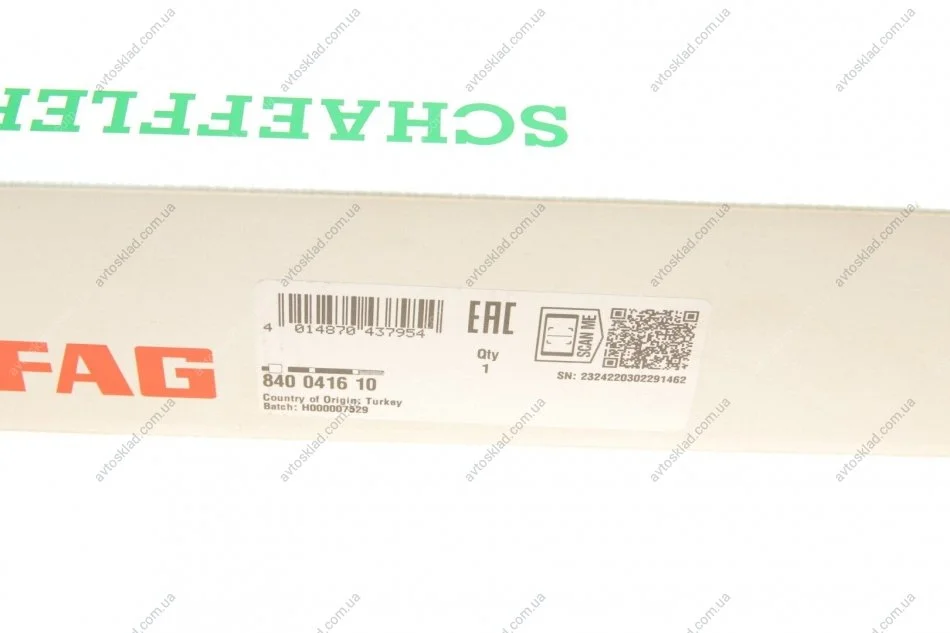 SCHAEFFLER
FAG
4 014870 437954
EAC
Qty
1
SCAN ME
SN: 2324220302291462
840 0416 10
Country of Origin: Turkey
Batch: H000007529
avtosklad.com.ua